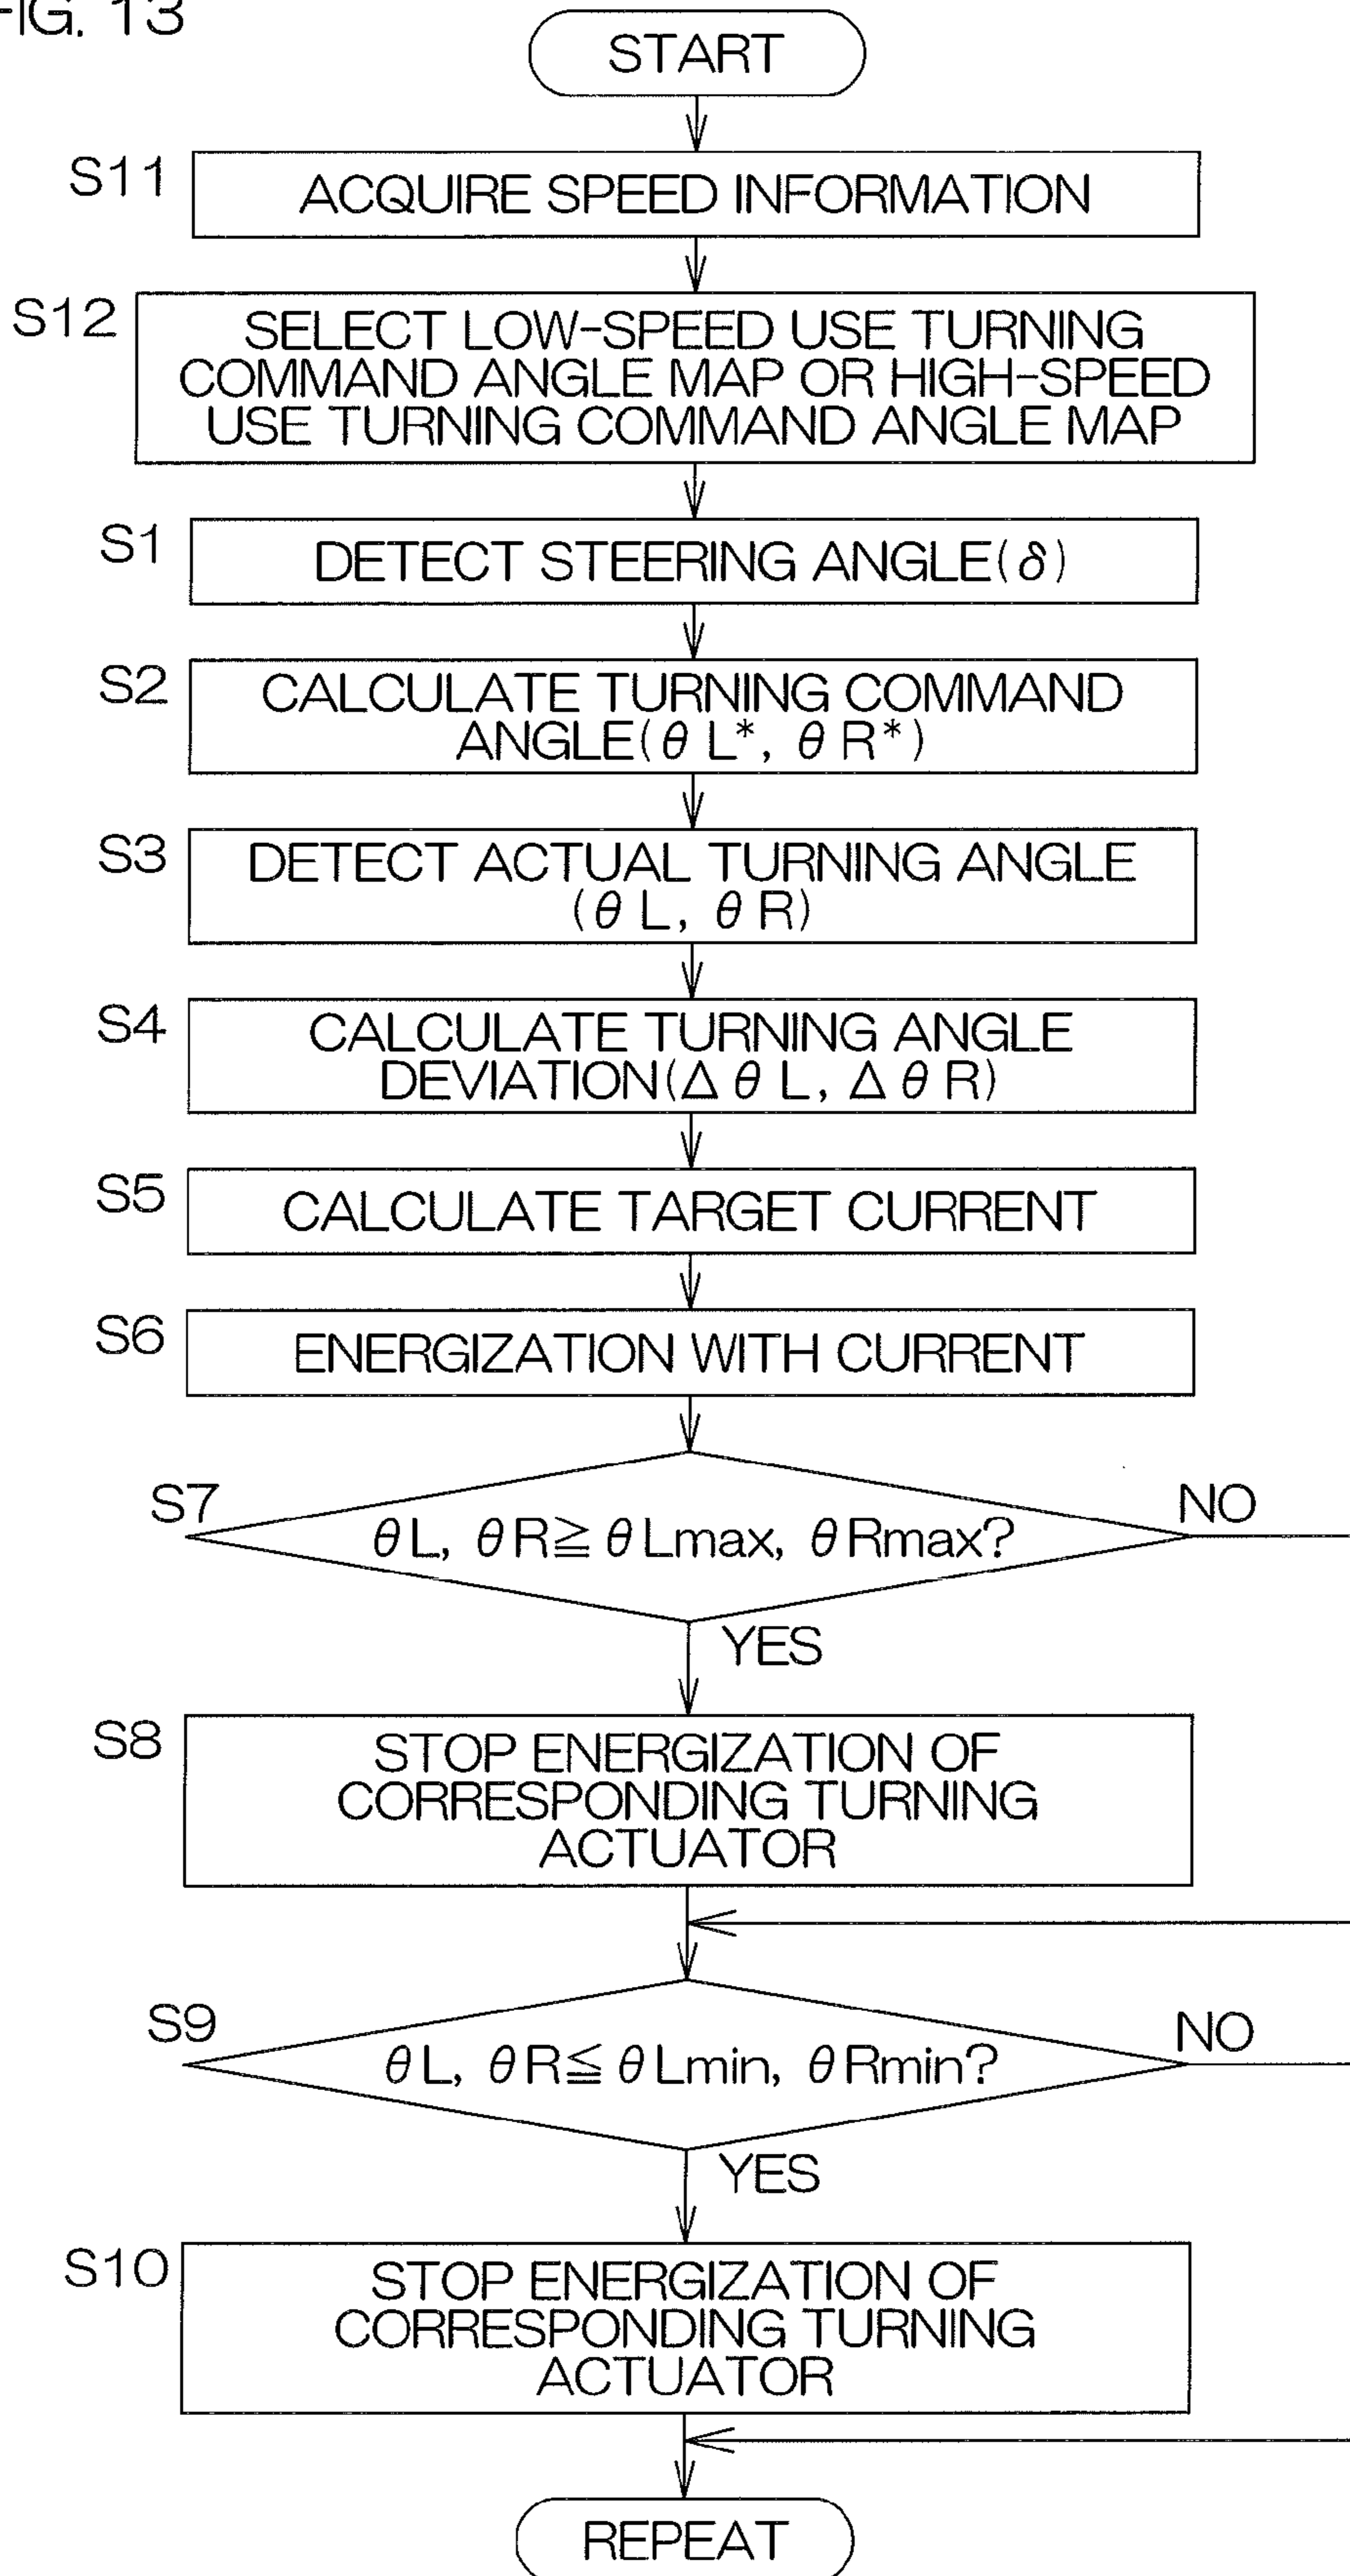 FIG. 13
START
S11
ACQUIRE SPEED INFORMATION
S12
SELECT LOW-SPEED USE TURNING
COMMAND ANGLE MAP OR HIGH-SPEED
USE TURNING COMMAND ANGLE MAP
S1
DETECT STEERING ANGLE(δ)
S2
CALCULATE TURNING COMMAND
ANGLE(θL*, θR*)
S3
DETECT ACTUAL TURNING ANGLE
(θL, θR)
S4
CALCULATE TURNING ANGLE
DEVIATION(ΔθL, ΔθR)
S5
CALCULATE TARGET CURRENT
S6
ENERGIZATION WITH CURRENT
S7
NO
θL, θR≧θLmax, θRmax?
YES
S8
STOP ENERGIZATION OF
CORRESPONDING TURNING
ACTUATOR
S9
NO
θL, θR≦θLmin, θRmin?
YES
S10
STOP ENERGIZATION OF
CORRESPONDING TURNING
ACTUATOR
REPEAT